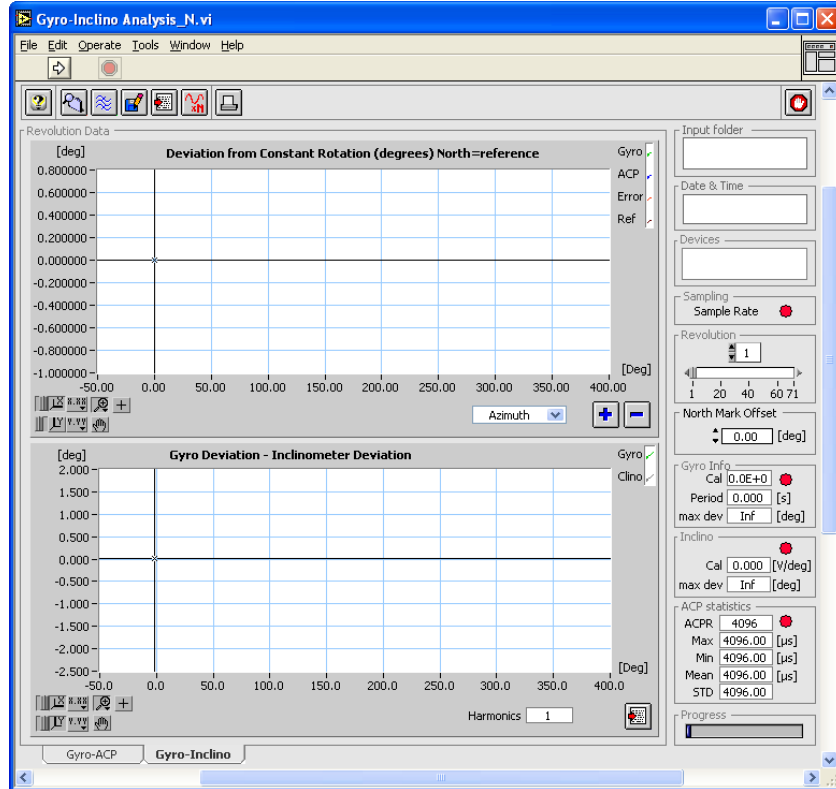 Gyro-Inclino Analysis_N.vi
File Edit Operate Tools Window Help
Revolution Data
[deg]
Deviation from Constant Rotation (degrees) North=reference
Gyro
ACP
Error
Ref
0.800000
0.600000
0.400000
0.200000
0.000000
-0.200000
-0.400000
-0.600000
-0.800000
-1.000000
-50.00 0.00 50.00 100.00 150.00 200.00 250.00 300.00 350.00 400.00
[Deg]
Azimuth
[deg]
Gyro Deviation - Inclinometer Deviation
Gyro
Clino
2.000
1.500
1.000
0.500
0.000
-0.500
-1.000
-1.500
-2.000
-2.500
-50.0 0.0 50.0 100.0 150.0 200.0 250.0 300.0 350.0 400.0
[Deg]
Harmonics 1
Gyro-ACP Gyro-Inclino
Input folder
Date & Time
Devices
Sampling
Sample Rate
Revolution
1
1 20 40 60 71
North Mark Offset
0.00 [deg]
Gyro Info
Cal 0.0E+0
Period 0.000 [s]
max dev Inf [deg]
Inclino
Cal 0.000 [V/deg]
max dev Inf [deg]
ACP statistics
ACPR 4096
Max 4096.00 [µs]
Min 4096.00 [µs]
Mean 4096.00 [µs]
STD 4096.00
Progress